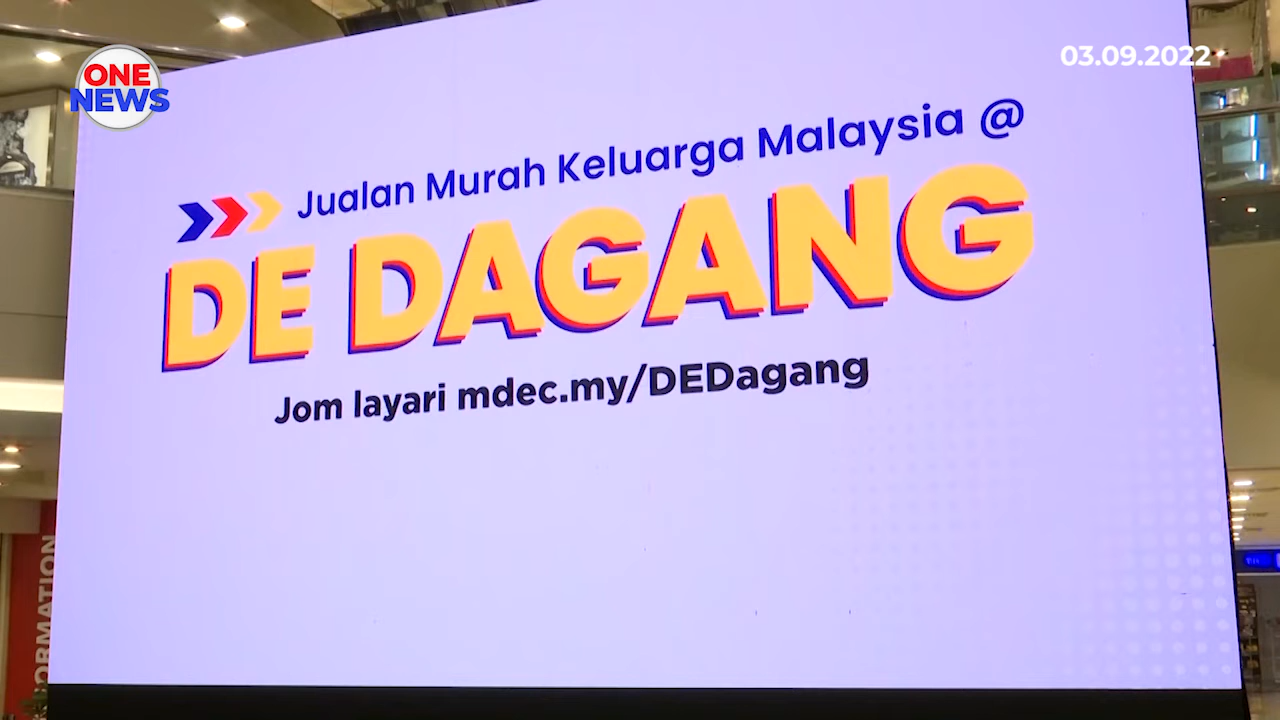 ONE
NEWS
03.09.2022
Jualan Murah Keluarga Malaysia @
DE DAGANG
Jom layari mdec.my/DEDagang